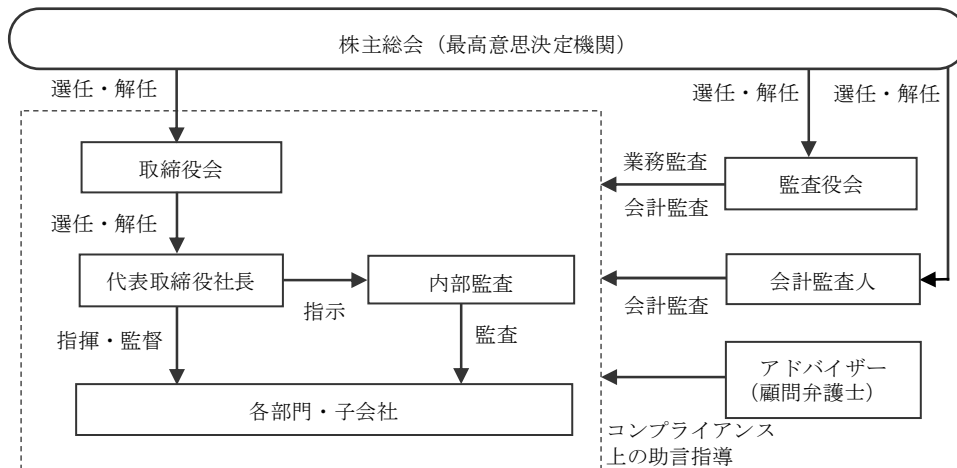 株主総会（最高意思決定機関）
選任・解任
選任・解任
選任・解任
取締役会
業務監査
監査役会
会計監査
選任・解任
代表取締役社長
内部監査
会計監査人
指示
会計監査
指揮・監督
監査
アドバイザー
（顧問弁護士）
各部門・子会社
コンプライアンス
上の助言指導